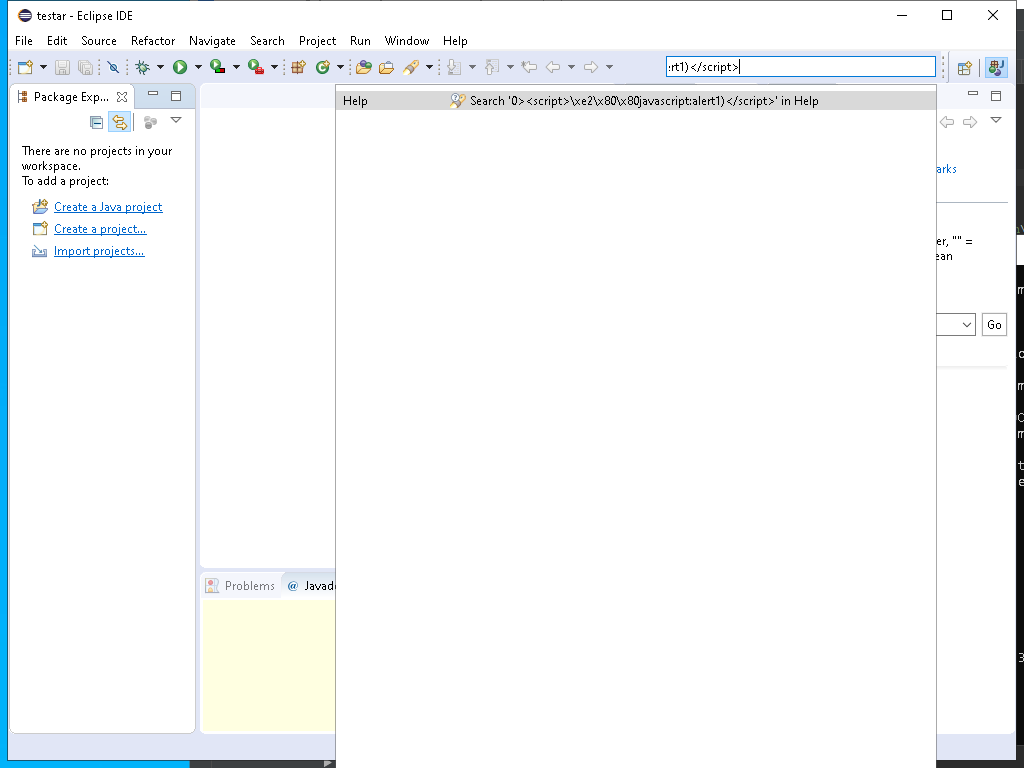 testar - Eclipse IDE
File Edit Source Refactor Navigate Search Project Run Window Help
:rt1)</script>
Package Exp...
Help Search '0><script>\xe2\x80\x80javascript:alert1)</script>' in Help
There are no projects in your
workspace.
To add a project:
Create a Java project
Create a project...
Import projects...
arks
er, "" =
ean
Go
Problems @ Javad